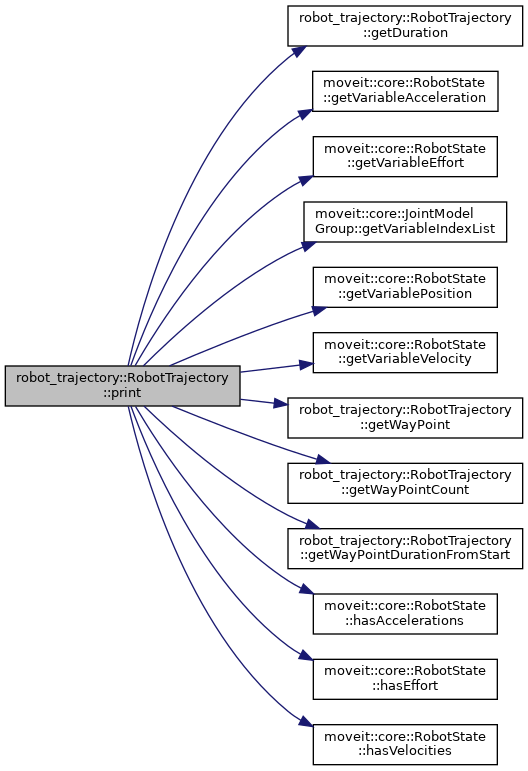 robot_trajectory::RobotTrajectory
::getDuration
moveit::core::RobotState
::getVariableAcceleration
moveit::core::RobotState
::getVariableEffort
moveit::core::JointModel
Group::getVariableIndexList
moveit::core::RobotState
::getVariablePosition
moveit::core::RobotState
::getVariableVelocity
robot_trajectory::RobotTrajectory
::print
robot_trajectory::RobotTrajectory
::getWayPoint
robot_trajectory::RobotTrajectory
::getWayPointCount
robot_trajectory::RobotTrajectory
::getWayPointDurationFromStart
moveit::core::RobotState
::hasAccelerations
moveit::core::RobotState
::hasEffort
moveit::core::RobotState
::hasVelocities